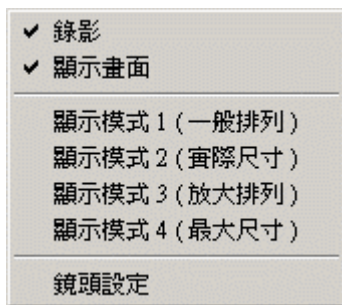 錄影
顯示畫面
顯示模式 1 ( 一般排列 )
顯示模式 2 ( 實際尺寸 )
顯示模式 3 ( 放大排列 )
顯示模式 4 ( 最大尺寸 )
鏡頭設定